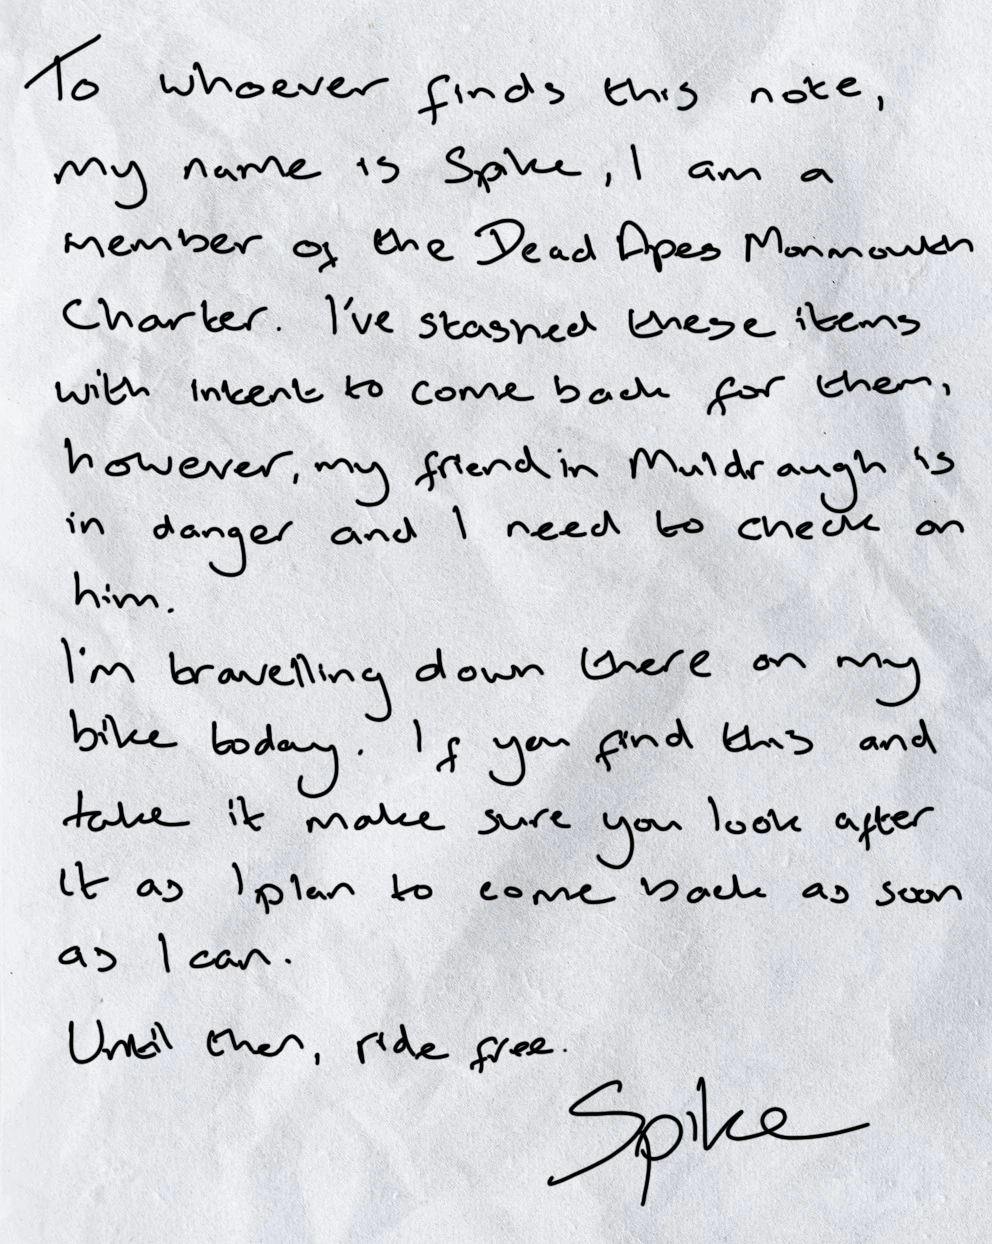 To whoever finds this note,
my name is Spike, I am a
member of the Dead Apes Monmouth
Charter. I've stashed these items
with intent to come back for them,
however, my friend in Muldraugh is
in danger and I need to check on
him.
I'm travelling down there on my
bike today. If you find this and
take it make sure you look after
it as I plan to come back as soon
as I can.
Until then, ride free.
Spike